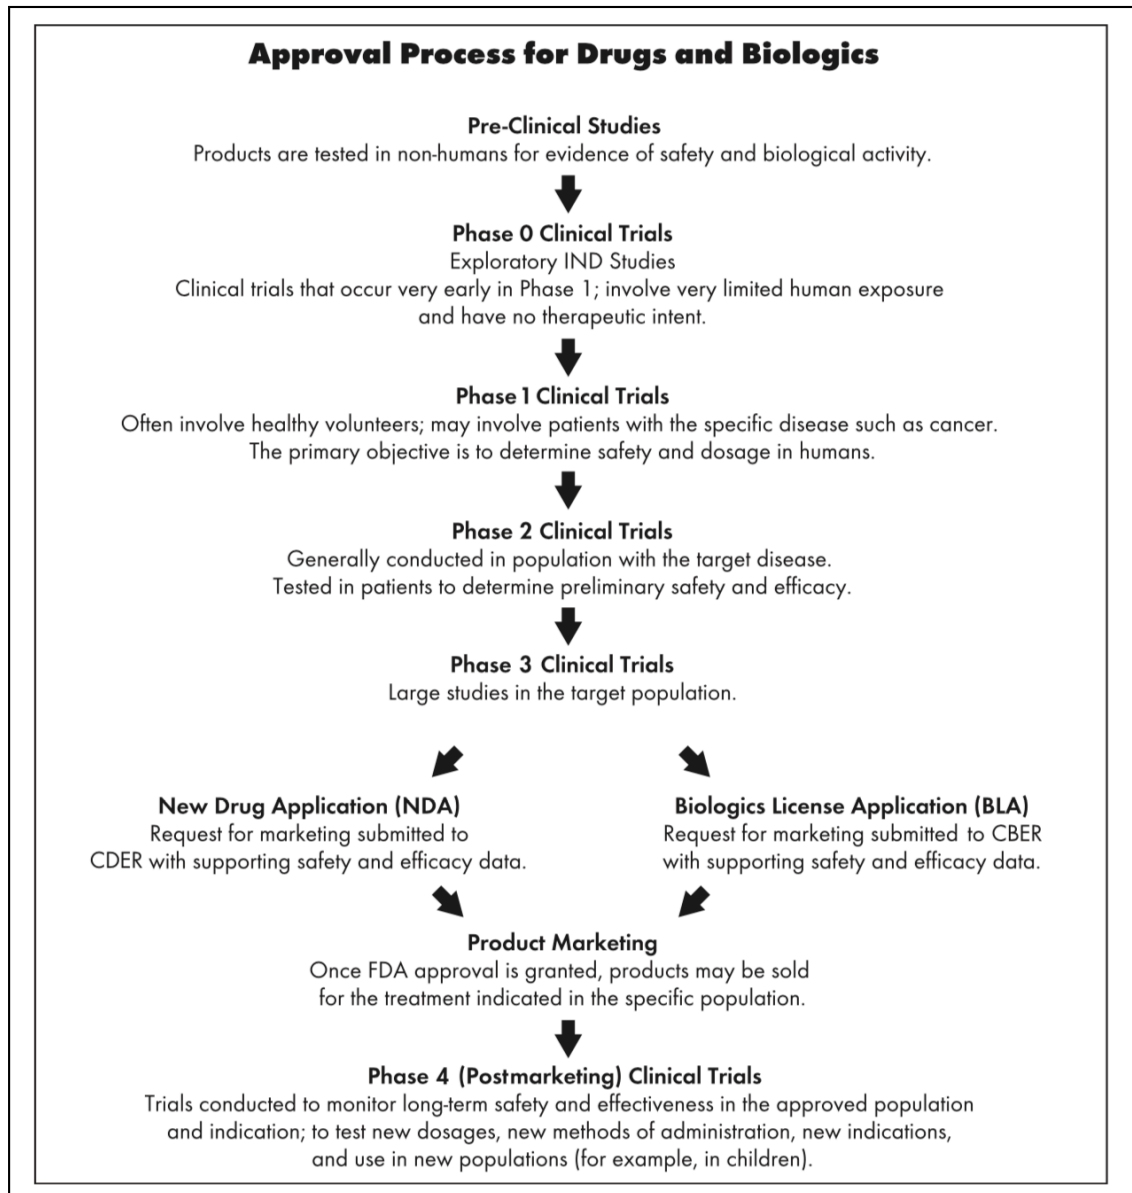 Approval Process for Drugs and Biologics
Pre-Clinical Studies
Products are tested in non-humans for evidence of safety and biological activity.
Phase 0 Clinical Trials
Exploratory IND Studies
Clinical trials that occur very early in Phase 1; involve very limited human exposure
and have no therapeutic intent.
Phase 1 Clinical Trials
Often involve healthy volunteers; may involve patients with the specific disease such as cancer.
The primary objective is to determine safety and dosage in humans.
Phase 2 Clinical Trials
Generally conducted in population with the target disease.
Tested in patients to determine preliminary safety and efficacy.
Phase 3 Clinical Trials
Large studies in the target population.
New Drug Application (NDA)
Request for marketing submitted to
CDER with supporting safety and efficacy data.
Biologics License Application (BLA)
Request for marketing submitted to CBER
with supporting safety and efficacy data.
Product Marketing
Once FDA approval is granted, products may be sold
for the treatment indicated in the specific population.
Phase 4 (Postmarketing) Clinical Trials
Trials conducted to monitor long-term safety and effectiveness in the approved population
and indication; to test new dosages, new methods of administration, new indications,
and use in new populations (for example, in children).